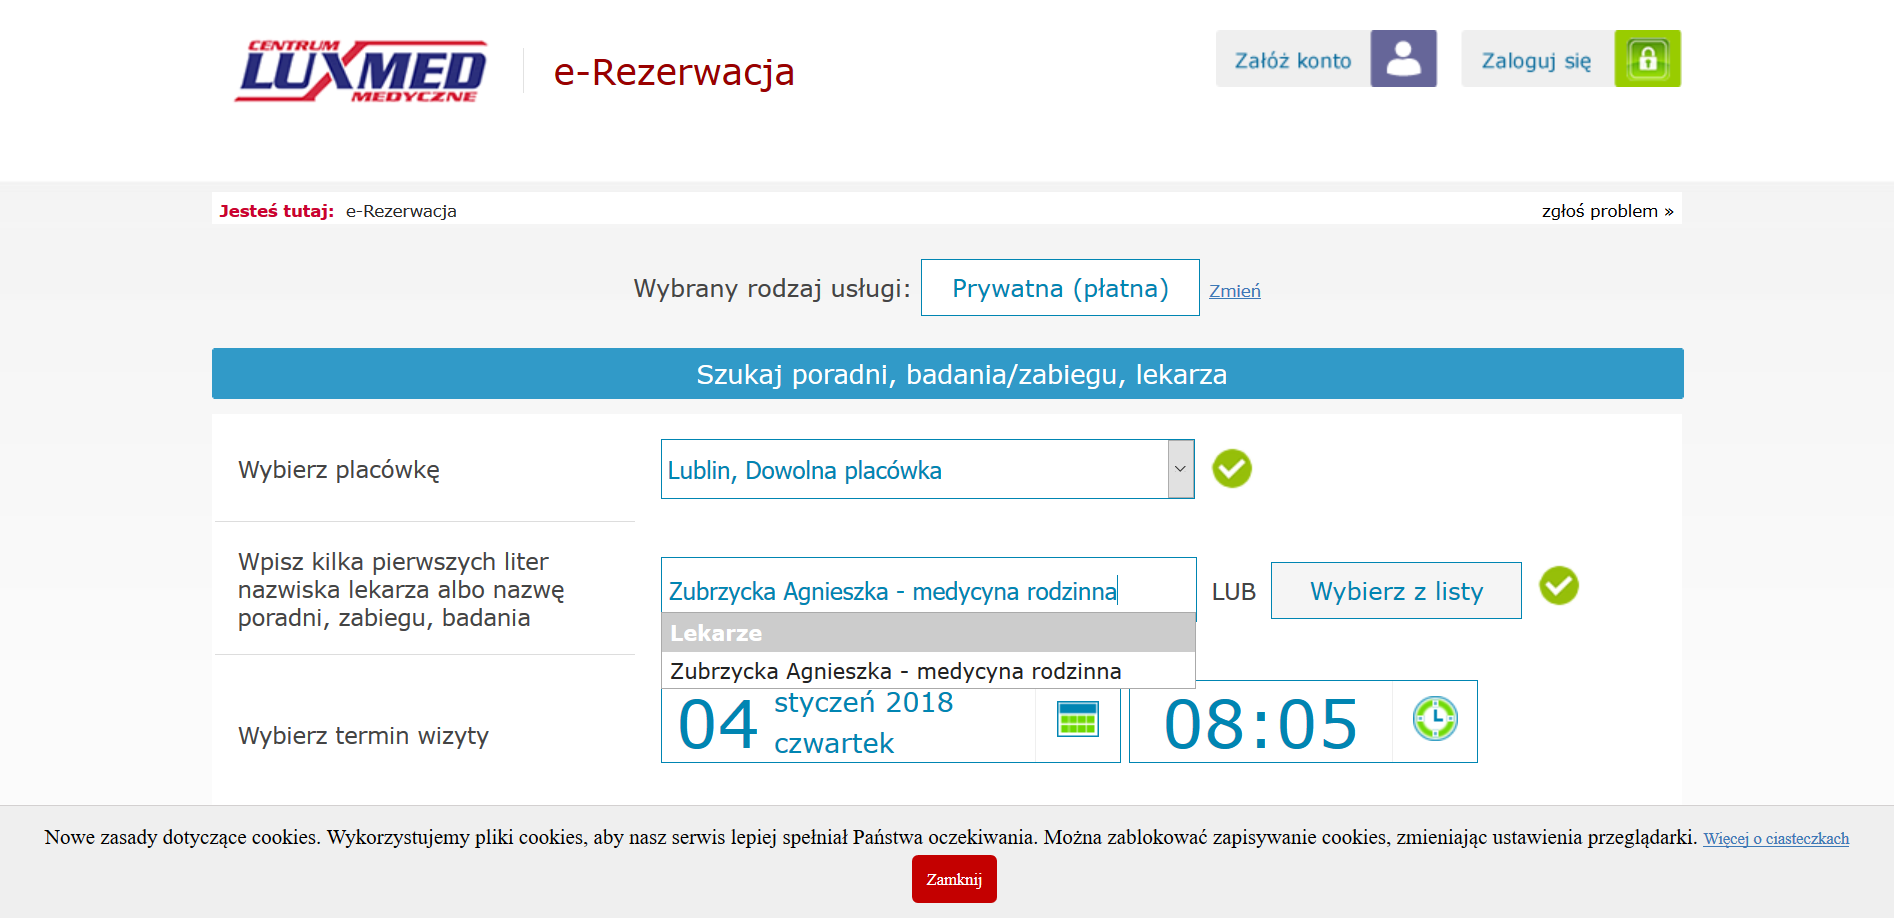 CENTRUM
LUXMED
MEDYCZNE
e-Rezerwacja
Załóż konto
Zaloguj się
Jesteś tutaj: e-Rezerwacja
zgłoś problem »
Wybrany rodzaj usługi: Prywatna (płatna) Zmień
Szukaj poradni, badania/zabiegu, lekarza
Wybierz placówkę
Lublin, Dowolna placówka
Wpisz kilka pierwszych liter
nazwiska lekarza albo nazwę
poradni, zabiegu, badania
Zubrzycka Agnieszka - medycyna rodzinna
LUB
Wybierz z listy
Lekarze
Zubrzycka Agnieszka - medycyna rodzinna
Wybierz termin wizyty
04
styczeń 2018
czwartek
08:05
Nowe zasady dotyczące cookies. Wykorzystujemy pliki cookies, aby nasz serwis lepiej spełniał Państwa oczekiwania. Można zablokować zapisywanie cookies, zmieniając ustawienia przeglądarki. Więcej o ciasteczkach
Zamknij